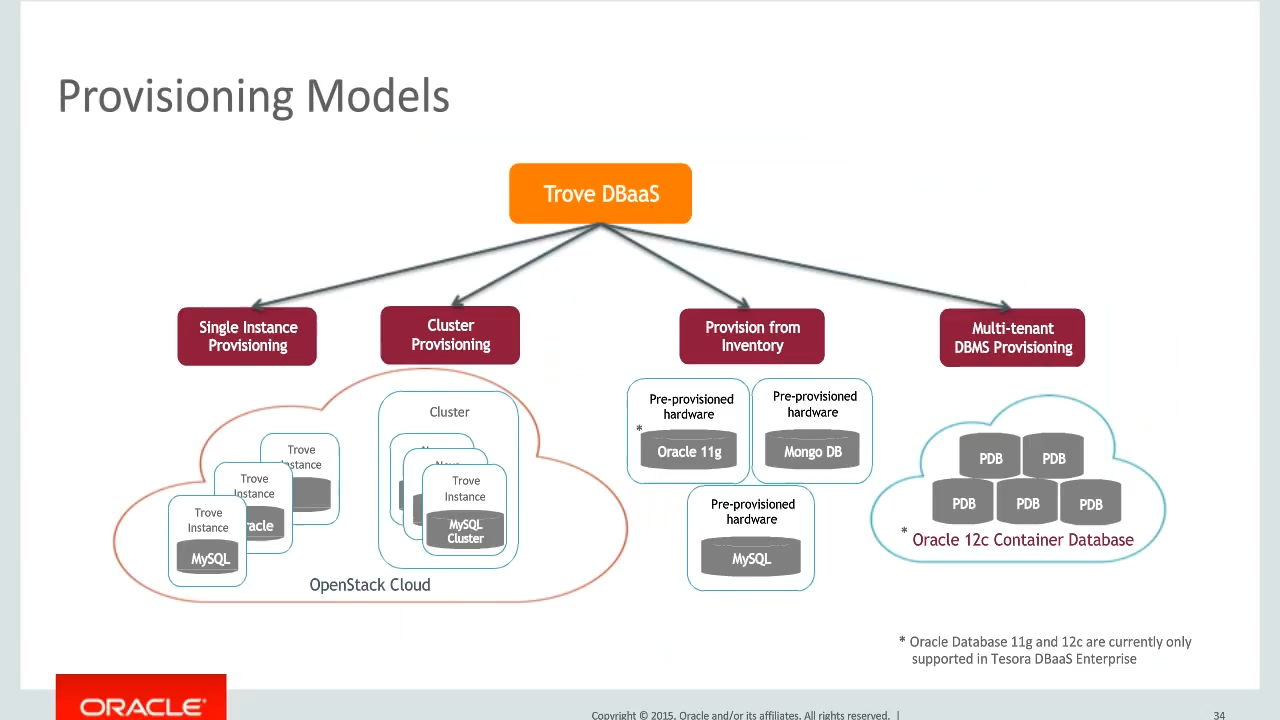 Provisioning Models
Trove DBaaS
Single Instance
Provisioning
Cluster
Provisioning
Provision from
Inventory
Multi-tenant
DBMS Provisioning
Trove
Instance
Trove
Instance
Trove
Instance
MySQL
Cluster
Trove
Instance
MySQL
Cluster
OpenStack Cloud
Pre-provisioned
hardware
*
Oracle 11g
Pre-provisioned
hardware
Mongo DB
Pre-provisioned
hardware
MySQL
PDB
PDB
PDB
PDB
PDB
* Oracle 12c Container Database
* Oracle Database 11g and 12c are currently only
supported in Tesora DBaaS Enterprise
ORACLE®
Copyright © 2015, Oracle and/or its affiliates. All rights reserved. |
34